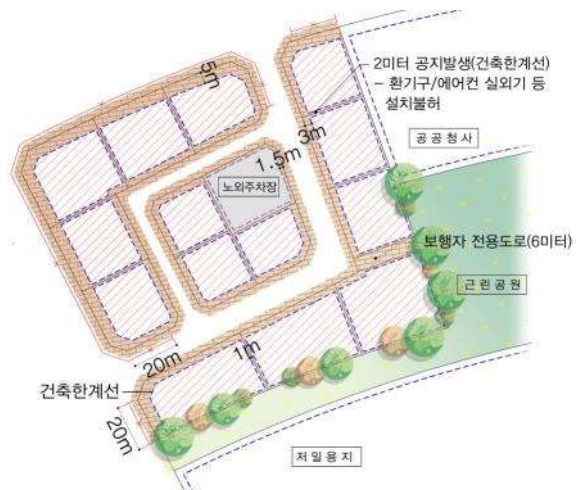 5m
2미터 공지발생(건축한계선)
- 환기구/에어컨 실외기 등
설치불허
3m
공공청사
1.5m
노외주차장
보행자 전용도로(6미터)
근린공원
20m
1m
건축한계선
20m
저밀용지